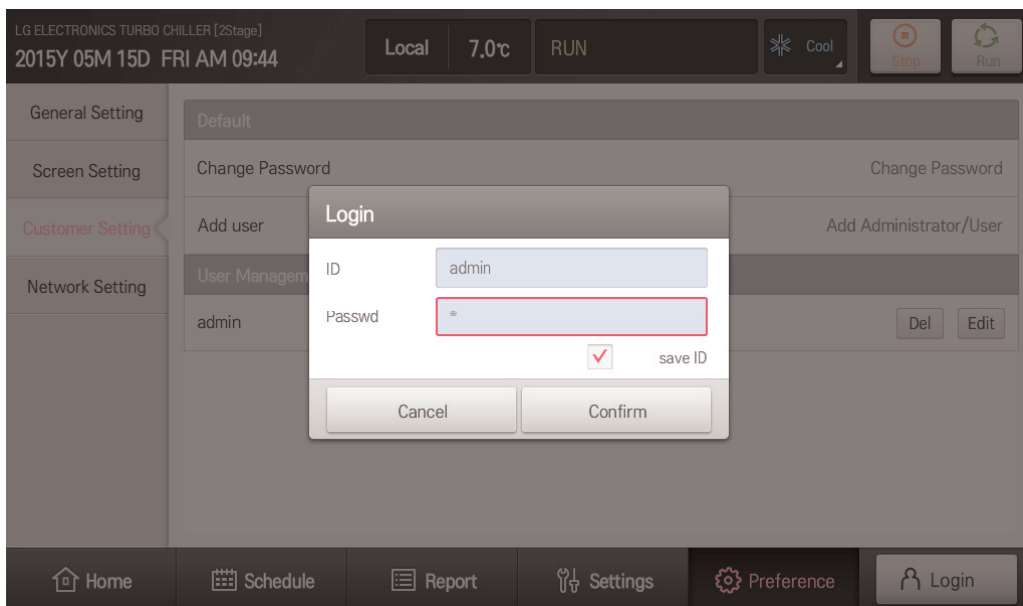 LG ELECTRONICS TURBO CHILLER [2Stage]
2015Y 05M 15D FRI AM 09:44
Local 7.0℃ RUN Cool Stop Run
General Setting
Screen Setting
Customer Setting
Network Setting
Default
Change Password Change Password
Add user Add Administrator/User
User Managem
admin Del Edit
Login
ID admin
Passwd *
save ID
Cancel Confirm
Home Schedule Report Settings Preference Login